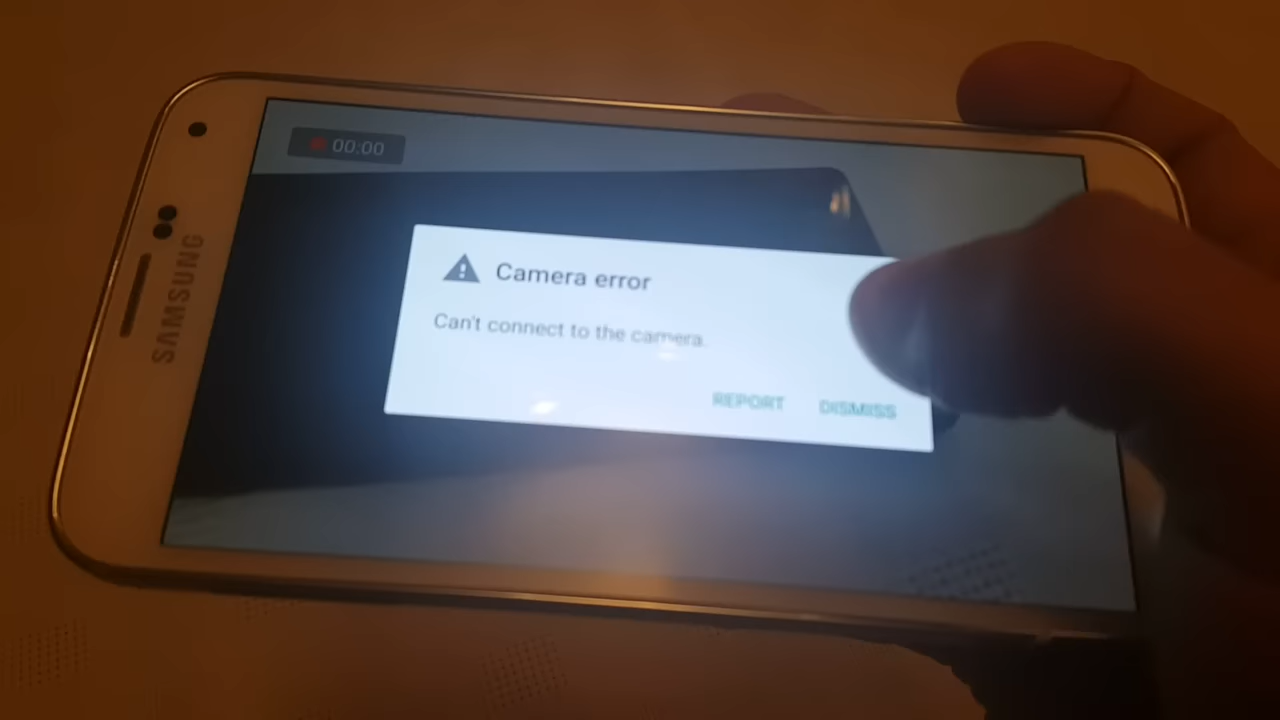 00:00
SAMSUNG
Camera error
Can't connect to the camera.
REPORT DISMISS